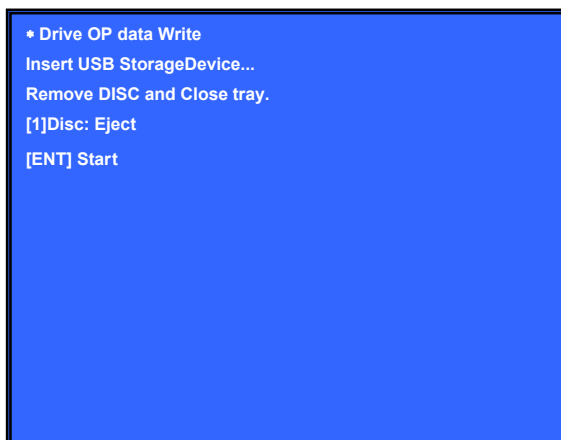 * Drive OP data Write
Insert USB StorageDevice...
Remove DISC and Close tray.
[1]Disc: Eject
[ENT] Start